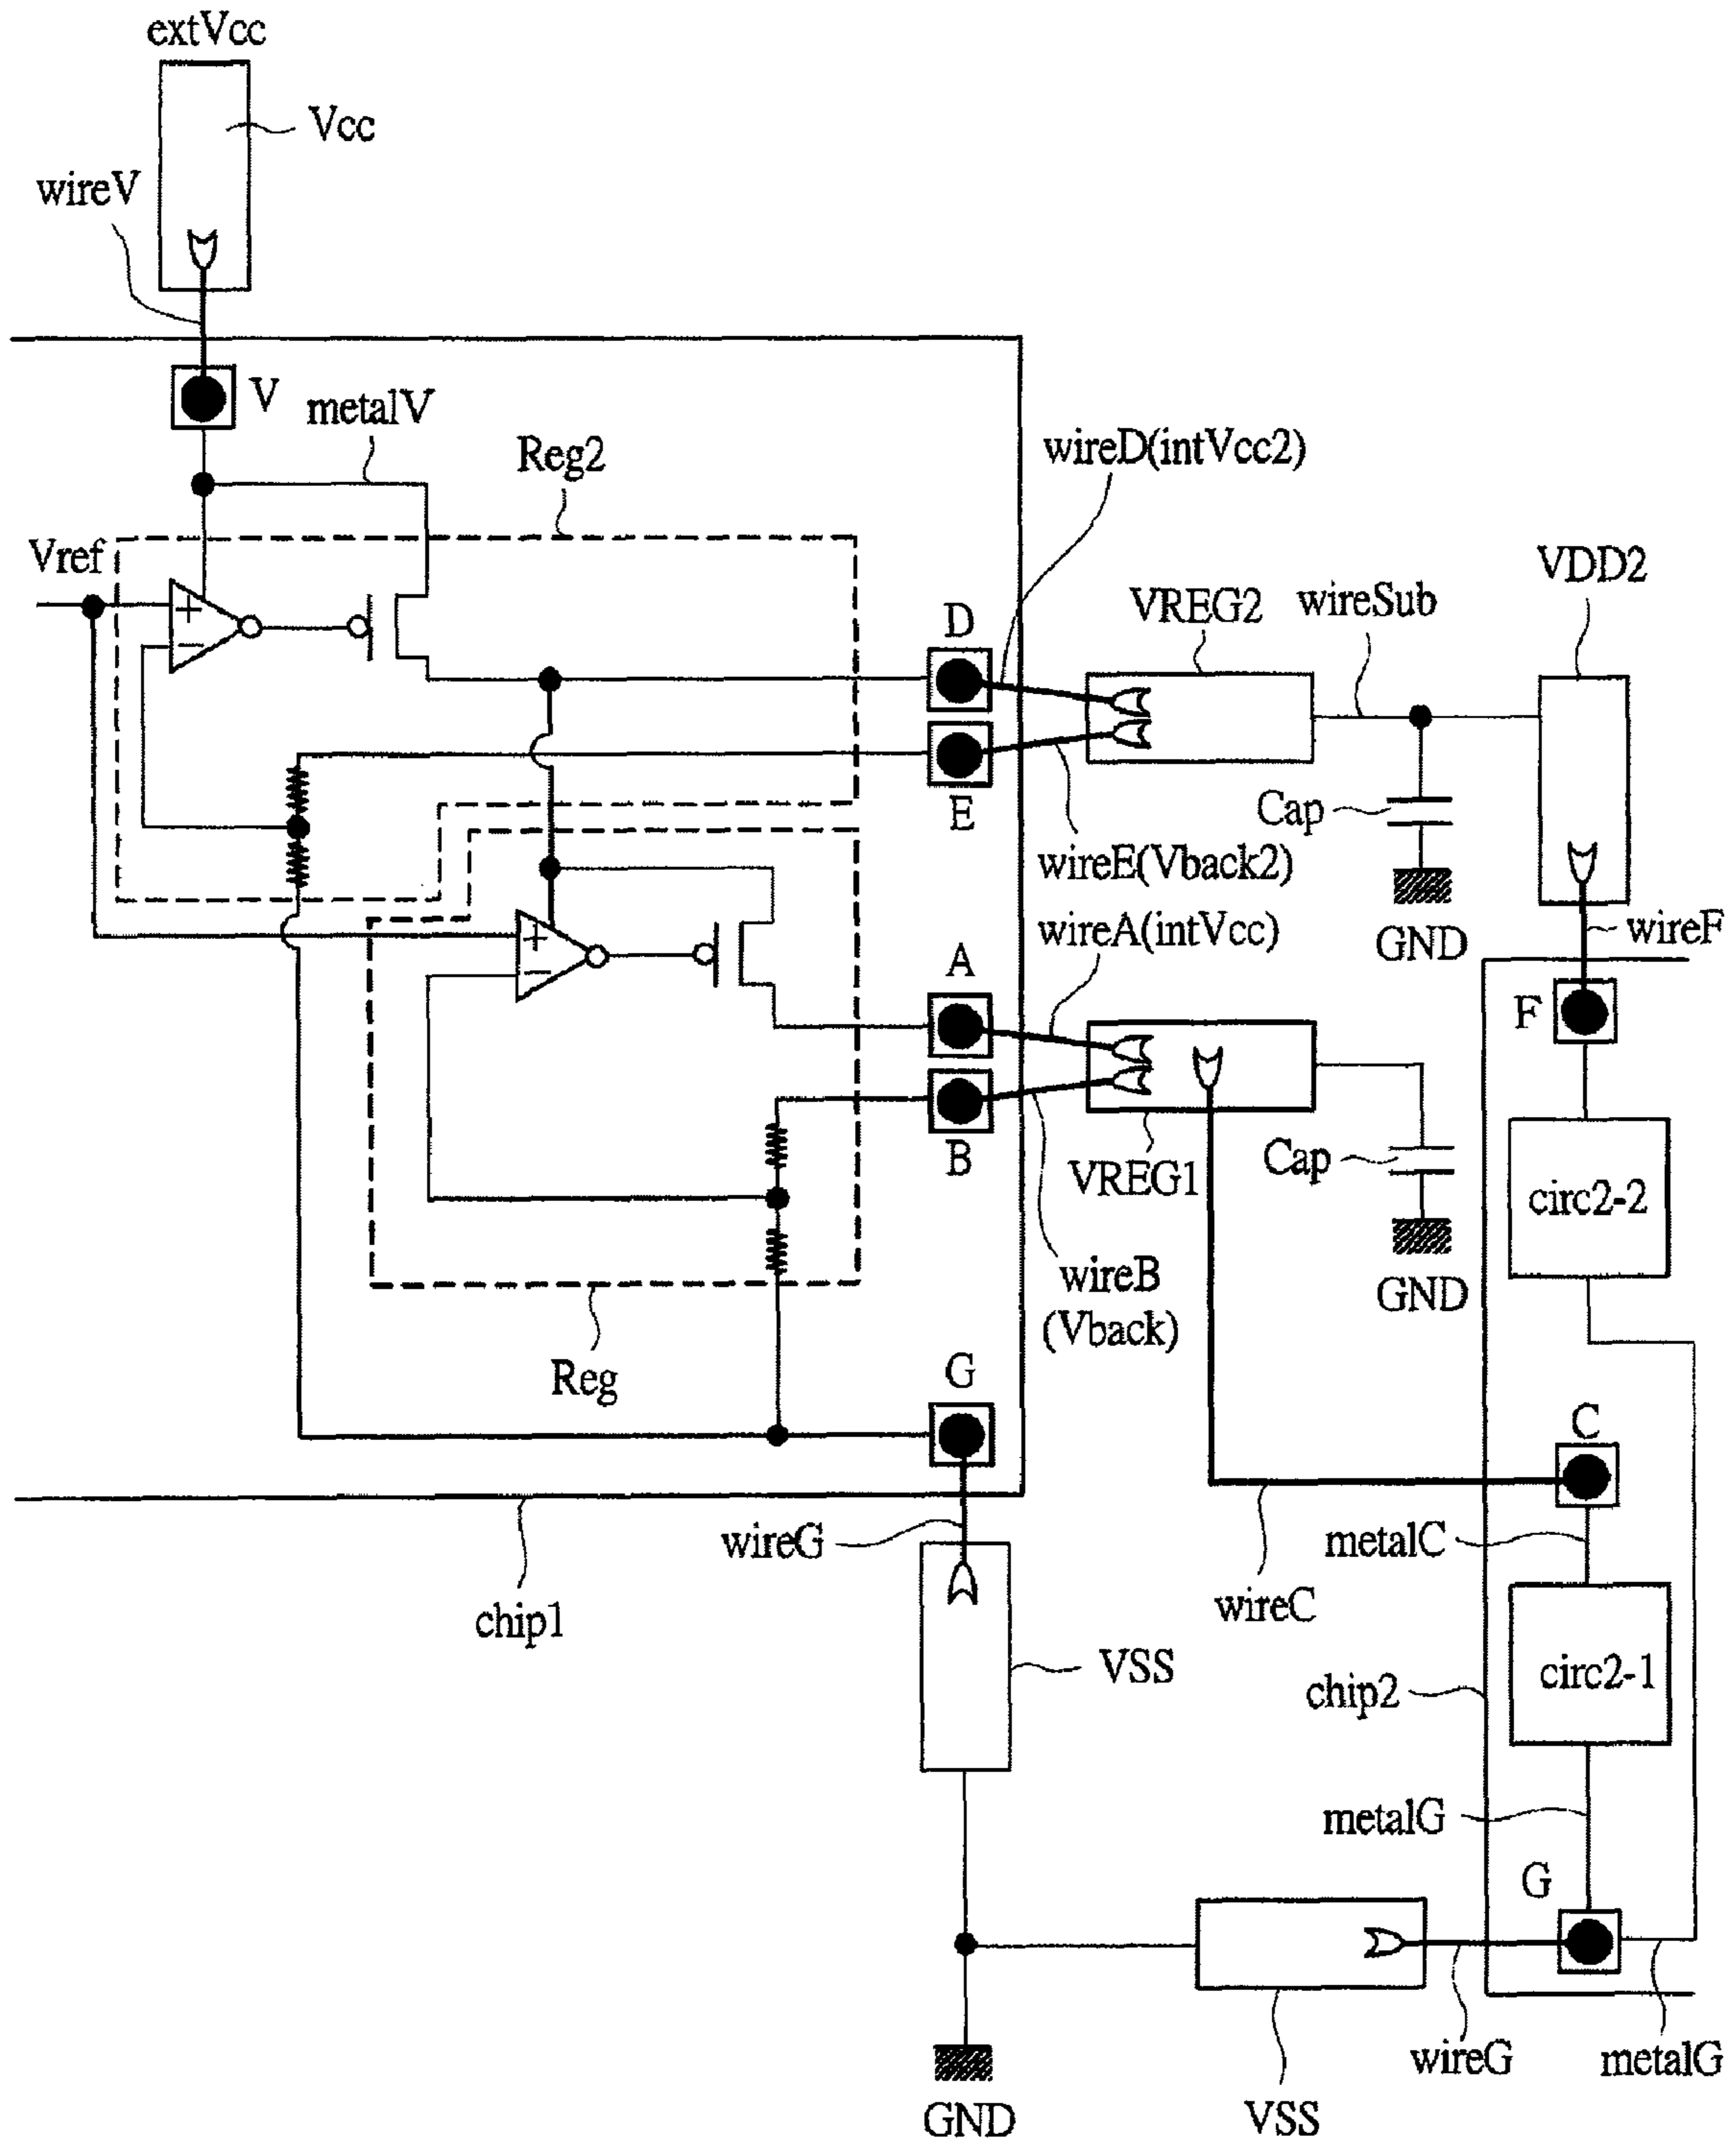 extVcc
Vcc
wireV
V
metalV
Reg2
wireD(intVcc2)
Vref
+
−
D
VREG2
wireSub
VDD2
E
Cap
wireE(Vback2)
GND
wireA(intVcc)
wireF
+
−
A
F
B
VREG1
Cap
circ2-2
wireB
(Vback)
GND
Reg
G
C
wireG
metalC
chip1
wireC
VSS
chip2
circ2-1
metalG
G
wireG
metalG
GND
VSS